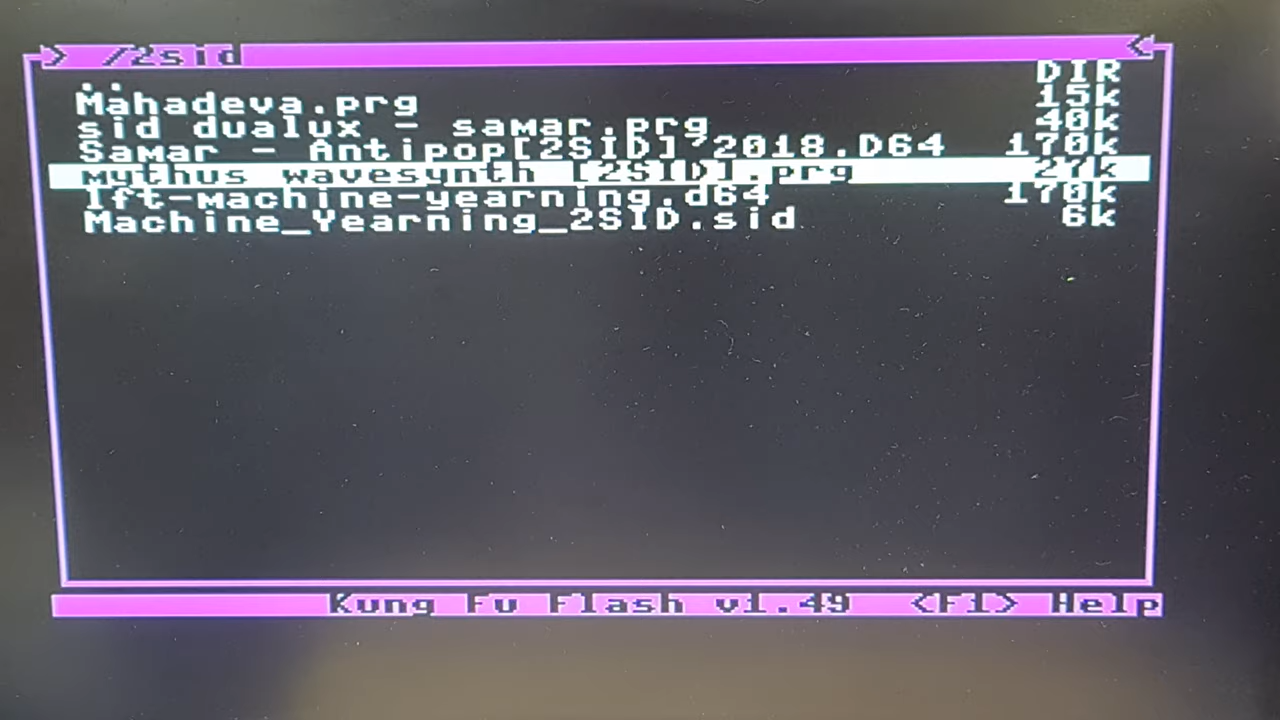 > /2sid <
.. DIR
Mahadeva.prg 15k
sid dualux - samar.prg 40k
Samar - Antipop[2SID] 2018.D64 170k
mythus wavesynth [2SID].prg 27k
lft-machine-yearning.d64 170k
Machine_Yearning_2SID.sid 6k
Kung Fu Flash v1.49 <F1> Help